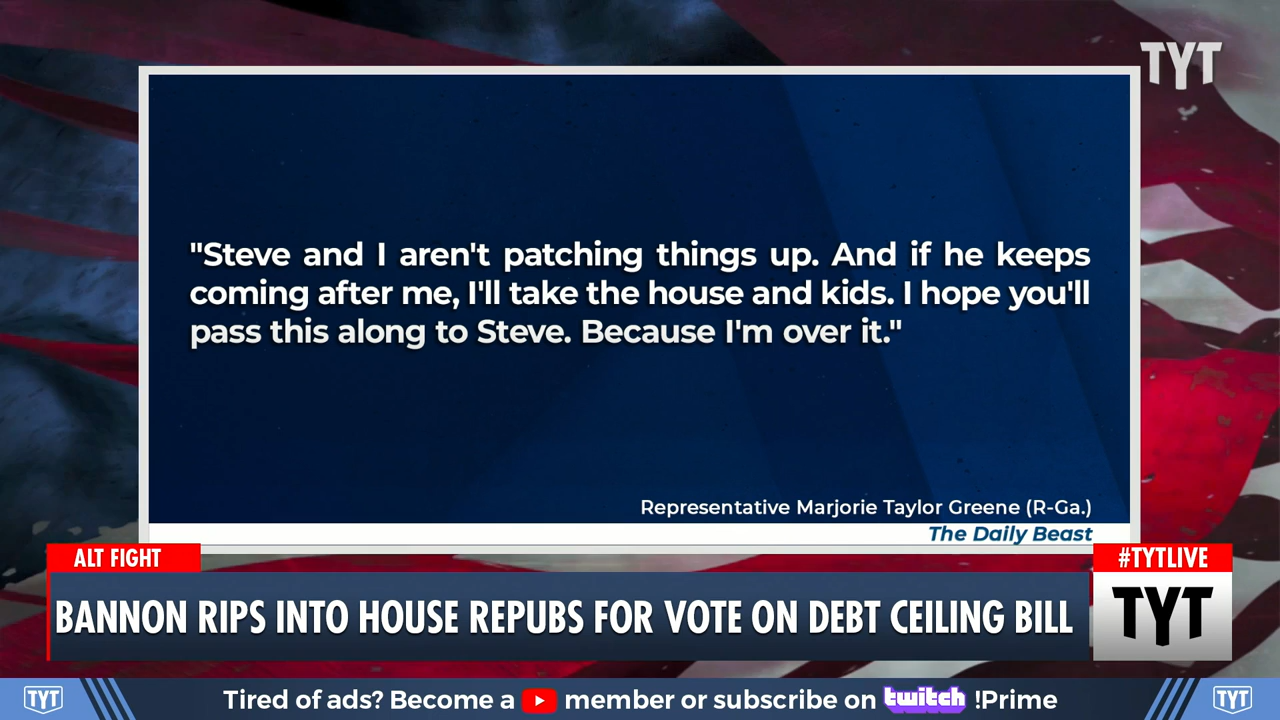 TYT
"Steve and I aren't patching things up. And if he keeps
coming after me, I'll take the house and kids. I hope you'll
pass this along to Steve. Because I'm over it."
Representative Marjorie Taylor Greene (R-Ga.)
The Daily Beast
ALT FIGHT
#TYTLIVE
BANNON RIPS INTO HOUSE REPUBS FOR VOTE ON DEBT CEILING BILL
TYT
TYT
Tired of ads? Become a member or subscribe on twitch !Prime
TYT